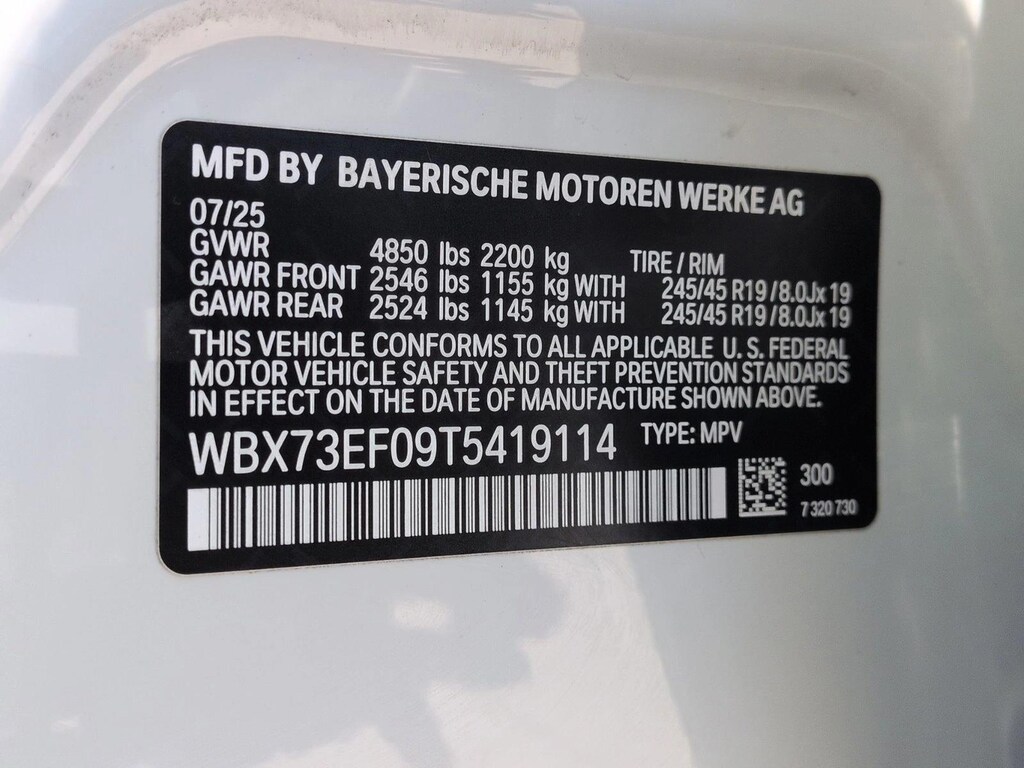 MFD BY BAYERISCHE MOTOREN WERKE AG
07/25
GVWR 4850 lbs 2200 kg TIRE / RIM
GAWR FRONT 2546 lbs 1155 kg WITH 245/45 R19 / 8.0Jx 19
GAWR REAR 2524 lbs 1145 kg WITH 245/45 R19 / 8.0Jx 19
THIS VEHICLE CONFORMS TO ALL APPLICABLE U. S. FEDERAL
MOTOR VEHICLE SAFETY AND THEFT PREVENTION STANDARDS
IN EFFECT ON THE DATE OF MANUFACTURE SHOWN ABOVE.
WBX73EF09T5419114 TYPE: MPV
300
7 320 730